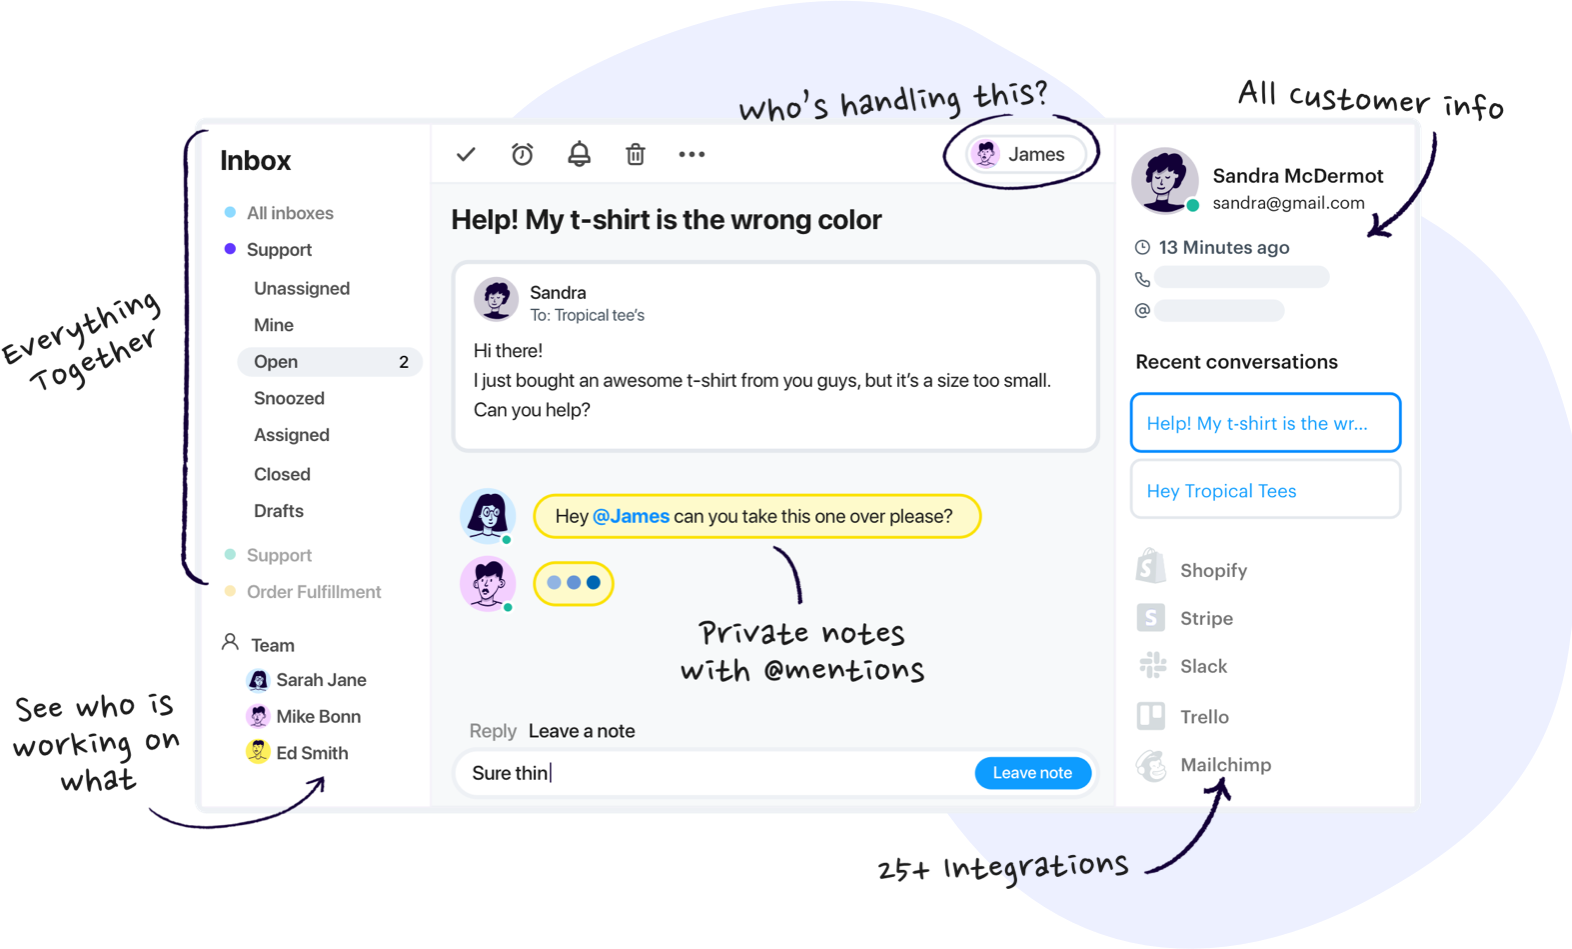 Who's handling this?
All customer info
Everything
Together
See who is
working on
what
Inbox
All inboxes
Support
Unassigned
Mine
Open 2
Snoozed
Assigned
Closed
Drafts
Support
Order Fulfillment
Team
Sarah Jane
Mike Bonn
Ed Smith
James
Help! My t-shirt is the wrong color
Sandra
To: Tropical tee's
Hi there!
I just bought an awesome t-shirt from you guys, but it's a size too small.
Can you help?
Hey @James can you take this one over please?
Private notes
with @mentions
Reply Leave a note
Sure thin
Leave note
Sandra McDermot
sandra@gmail.com
13 Minutes ago
@
Recent conversations
Help! My t-shirt is the wr...
Hey Tropical Tees
Shopify
S Stripe
Slack
Trello
Mailchimp
25+ Integrations